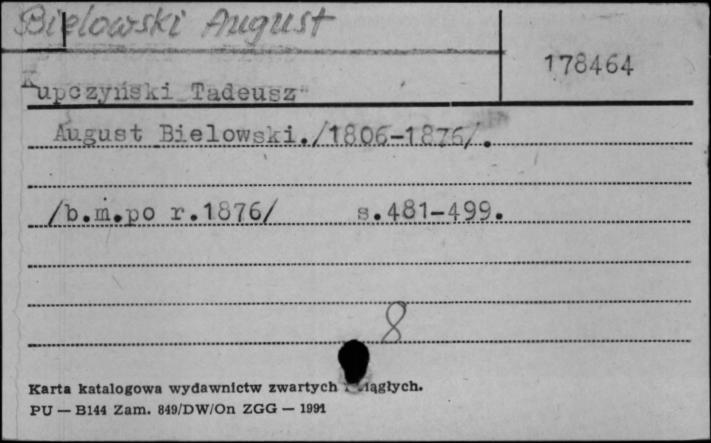 Bielowski August
178464
Kupczyński Tadeusz
August Bielowski./1806-1876/.
/b.m.po r.1876/ s.481-499.
8
Karta katalogowa wydawnictw zwartych i ciągłych.
PU — B144 Zam. 849/DW/On ZGG — 1991